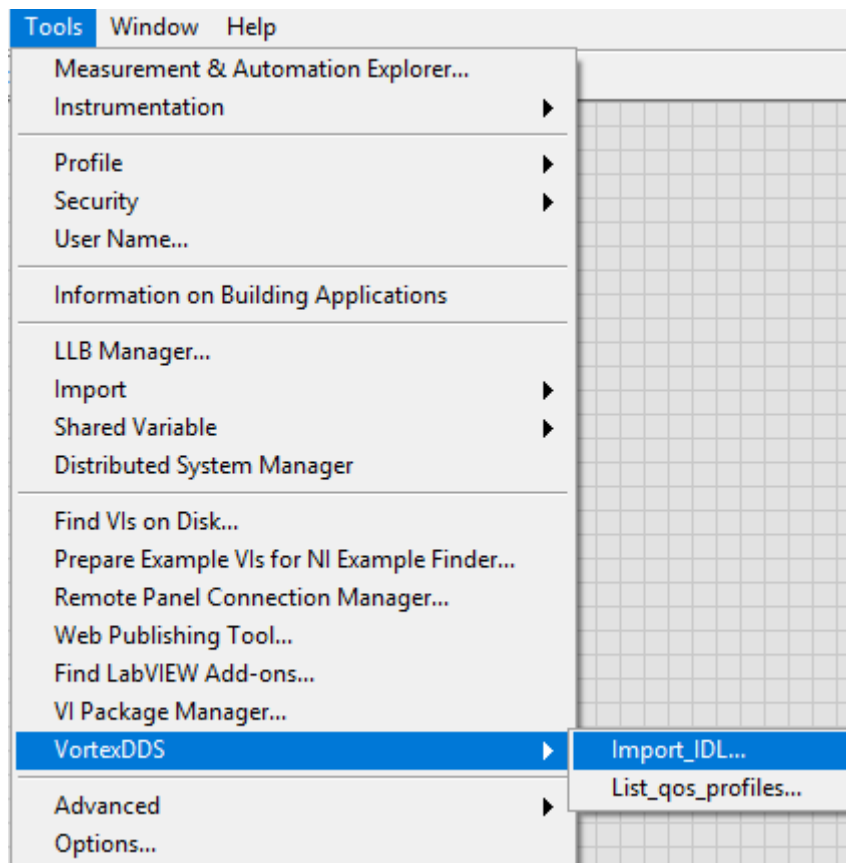 Tools Window Help
Measurement & Automation Explorer...
Instrumentation
Profile
Security
User Name...
Information on Building Applications
LLB Manager...
Import
Shared Variable
Distributed System Manager
Find VIs on Disk...
Prepare Example VIs for NI Example Finder...
Remote Panel Connection Manager...
Web Publishing Tool...
Find LabVIEW Add-ons...
VI Package Manager...
VortexDDS
Import_IDL...
List_qos_profiles...
Advanced
Options...